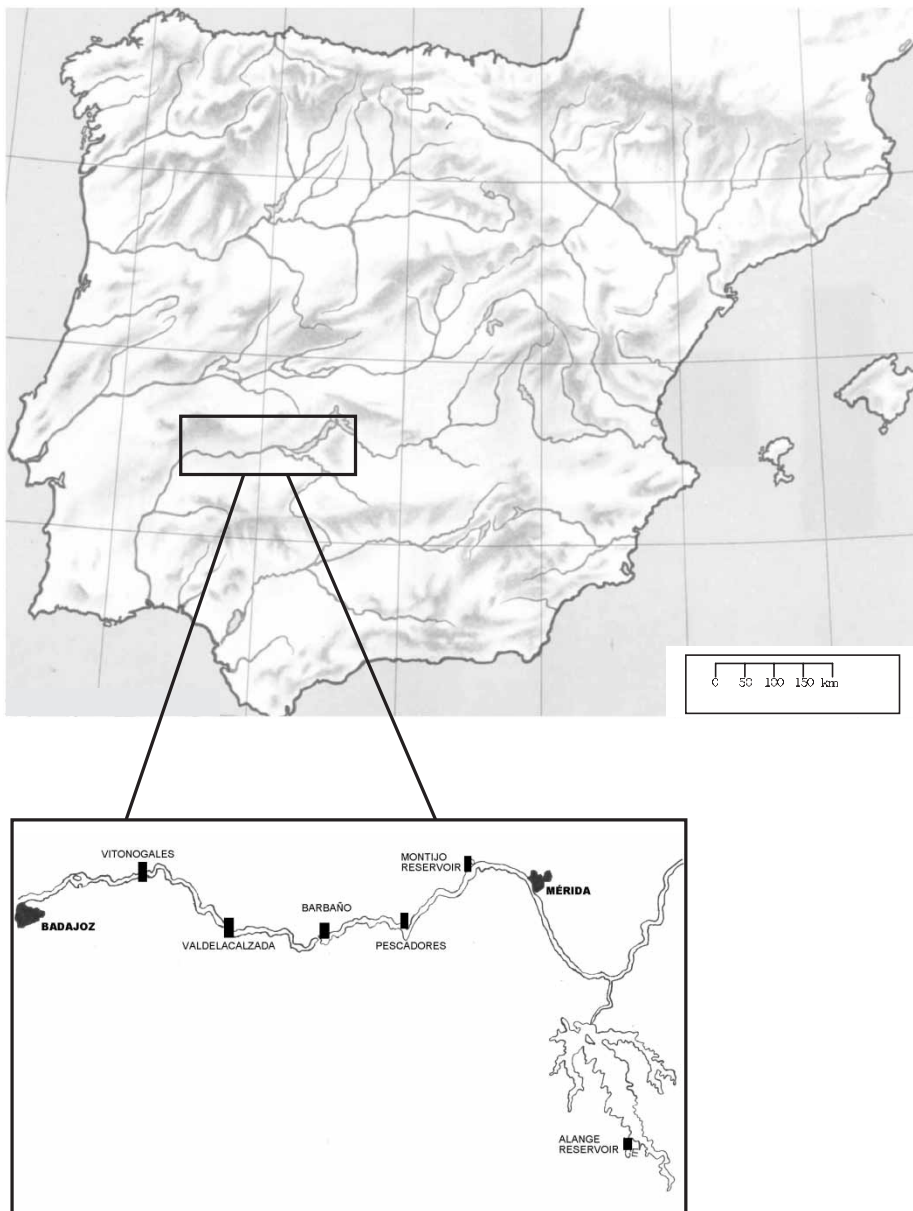 0 50 100 150 km
VITONOGALES
MONTIJO
RESERVOIR
MÉRIDA
BARBAÑO
BADAJOZ
VALDELACALZADA
PESCADORES
ALANGE
RESERVOIR